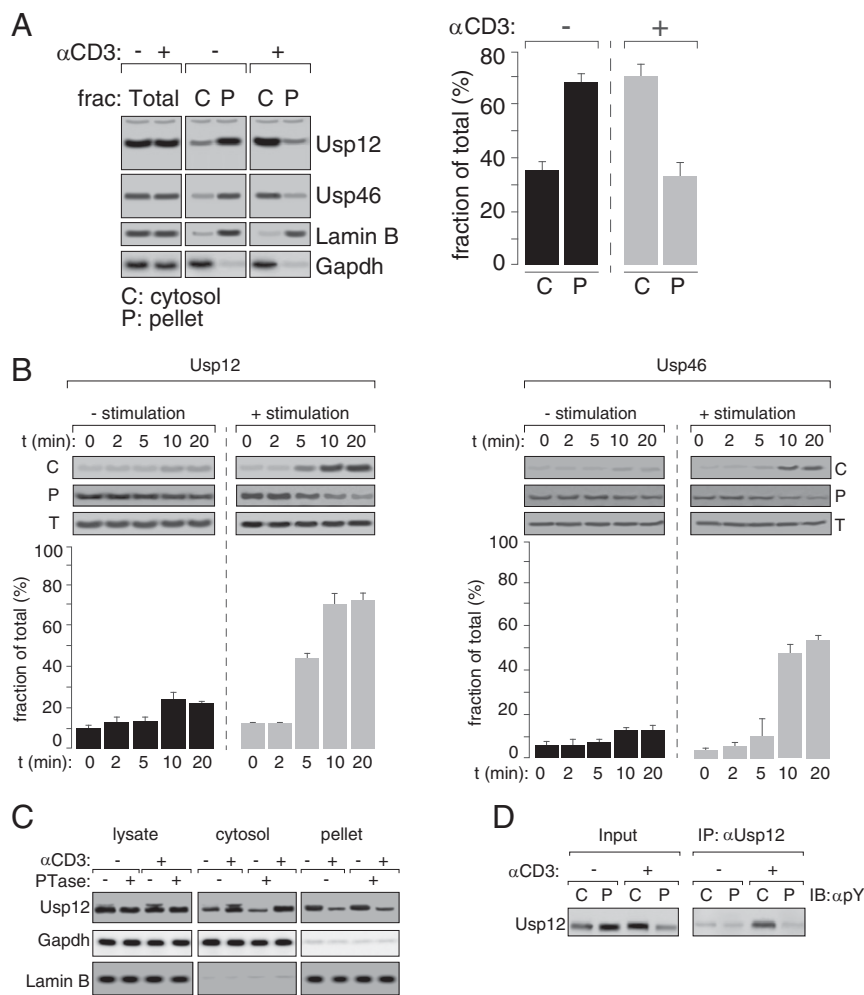 A
αCD3: - + - +
frac: Total C P C P
Usp12
Usp46
Lamin B
Gapdh
C: cytosol
P: pellet
αCD3: - +
fraction of total (%)
80
60
40
20
0
C P C P
B
Usp12
- stimulation + stimulation
t (min): 0 2 5 10 20 0 2 5 10 20
C
P
T
fraction of total (%)
100
80
60
40
20
0
t (min): 0 2 5 10 20 0 2 5 10 20
Usp46
- stimulation + stimulation
t (min): 0 2 5 10 20 0 2 5 10 20
C
P
T
fraction of total (%)
100
80
60
40
20
0
t (min): 0 2 5 10 20 0 2 5 10 20
C
lysate cytosol pellet
αCD3: - + - + - + - +
PTase: - + - + - + +
Usp12
Gapdh
Lamin B
D
Input IP: αUsp12
αCD3: - + - +
C P C P C P C P IB:αpY
Usp12